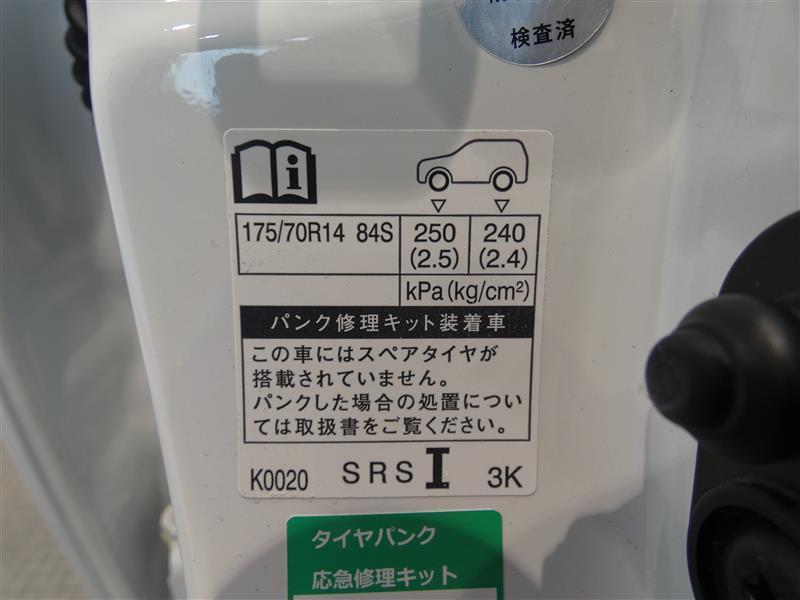 検査済
175/70R14 84S 250 240
(2.5) (2.4)
kPa(kg/cm²)
パンク修理キット装着車
この車にはスペアタイヤが
搭載されていません。
パンクした場合の処置につい
ては取扱書をご覧ください。
K0020 SRS I 3K
タイヤパンク
応急修理キット